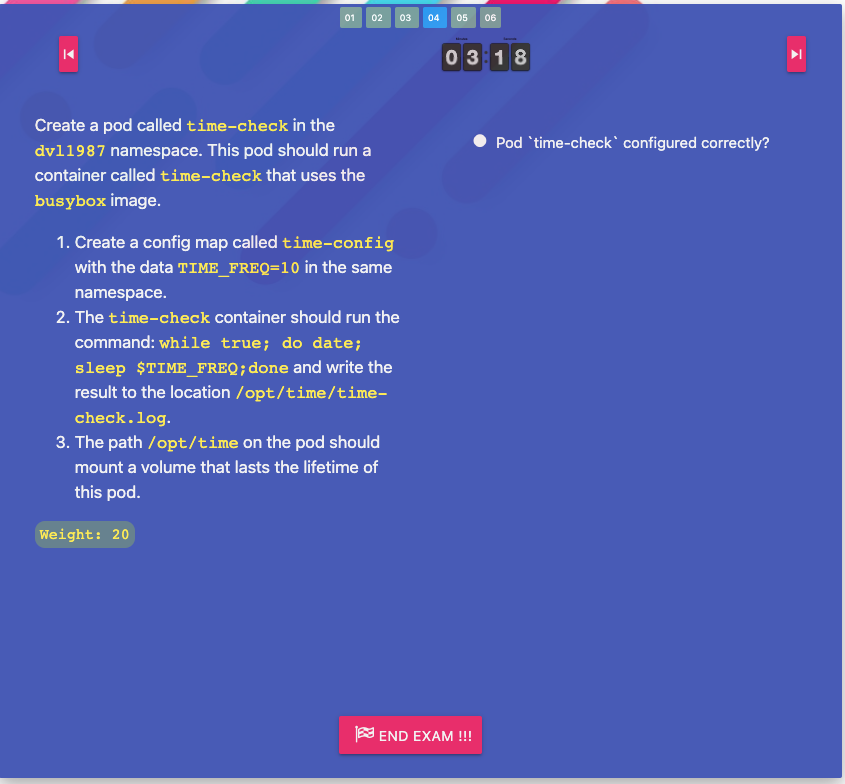 01 02 03 04 05 06
03:18
Create a pod called time-check in the
dvl1987 namespace. This pod should run a
container called time-check that uses the
busybox image.
1. Create a config map called time-config
with the data TIME_FREQ=10 in the same
namespace.
2. The time-check container should run the
command: while true; do date;
sleep $TIME_FREQ;done and write the
result to the location /opt/time/time-
check.log.
3. The path /opt/time on the pod should
mount a volume that lasts the lifetime of
this pod.
Weight: 20
Pod `time-check` configured correctly?
END EXAM !!!